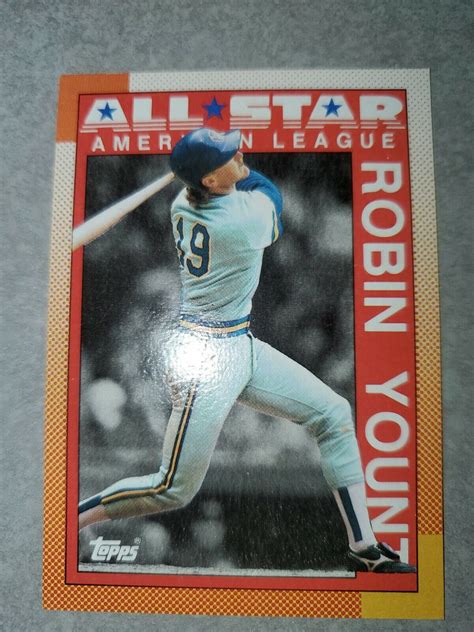 ALL★STAR
AMERICAN LEAGUE
ROBIN YOUNT
19
topps®